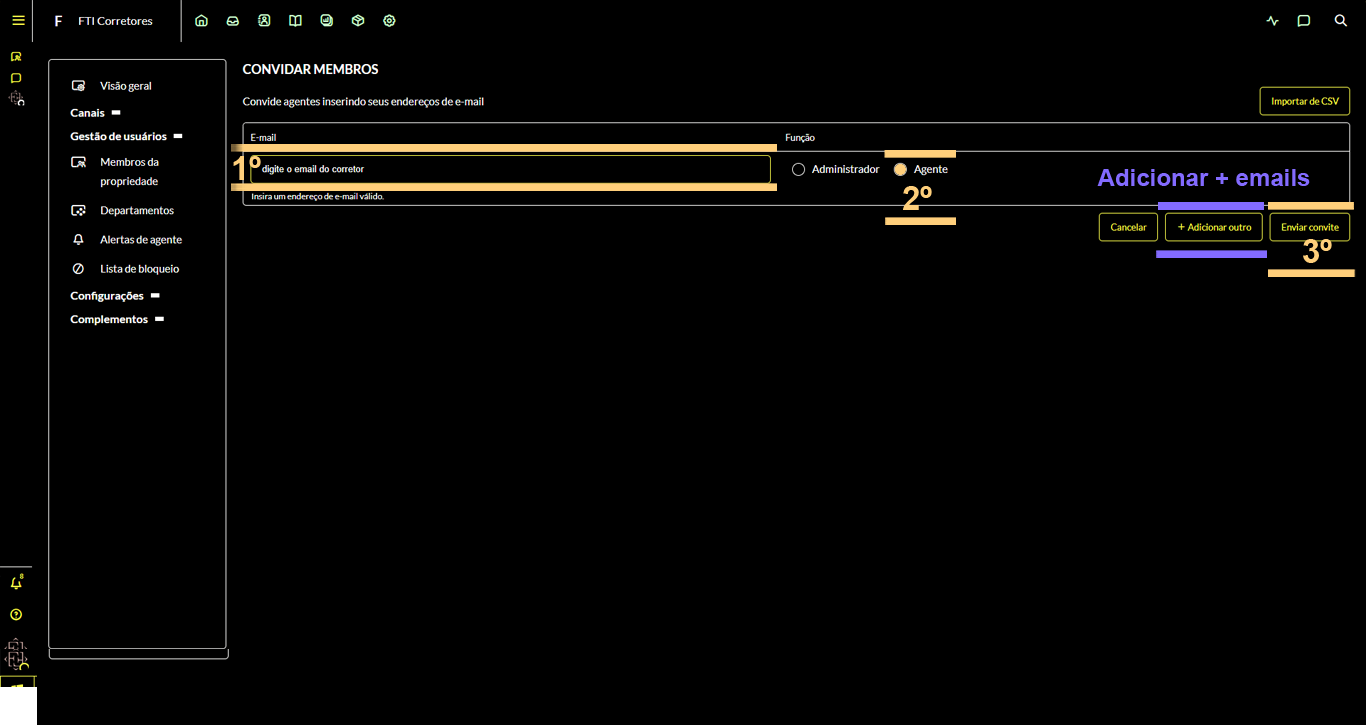 F FTI Corretores
CONVIDAR MEMBROS
Visão geral
Convide agentes inserindo seus endereços de e-mail
Importar de CSV
Canais
Gestão de usuários
E-mail Função
Membros da
propriedade
1º digite o email do corretor
Administrador Agente
Adicionar + emails
2º
Insira um endereço de e-mail válido.
Departamentos
Cancelar + Adicionar outro Enviar convite
3º
Alertas de agente
Lista de bloqueio
Configurações
Complementos
8